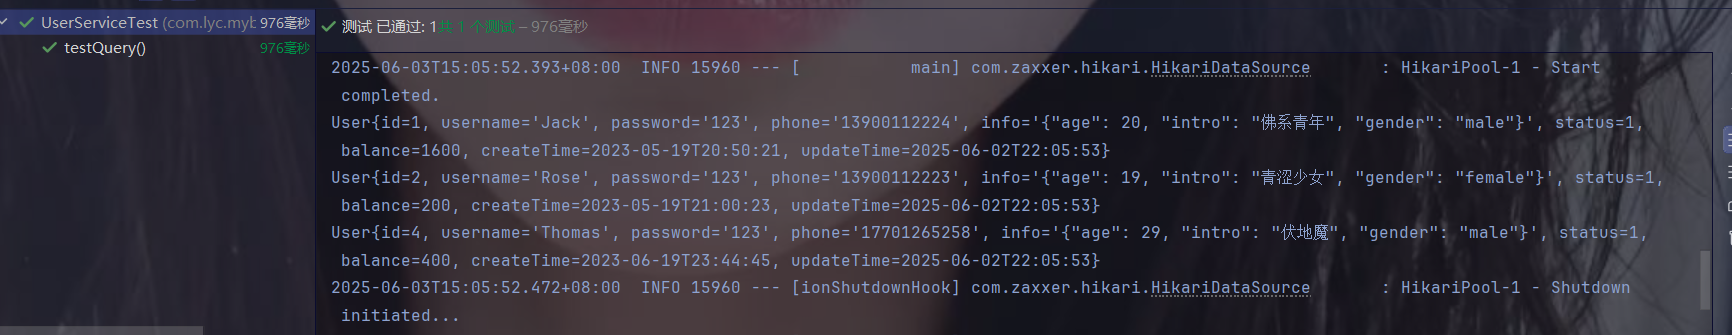 UserServiceTest (com.lyc.myb 976毫秒
testQuery() 976毫秒
测试 已通过: 1共 1 个测试 – 976毫秒
2025-06-03T15:05:52.393+08:00  INFO 15960 --- [           main] com.zaxxer.hikari.HikariDataSource       : HikariPool-1 - Start
completed.
User{id=1, username='Jack', password='123', phone='13900112224', info='{"age": 20, "intro": "佛系青年", "gender": "male"}', status=1,
balance=1600, createTime=2023-05-19T20:50:21, updateTime=2025-06-02T22:05:53}
User{id=2, username='Rose', password='123', phone='13900112223', info='{"age": 19, "intro": "青涩少女", "gender": "female"}', status=1,
balance=200, createTime=2023-05-19T21:00:23, updateTime=2025-06-02T22:05:53}
User{id=4, username='Thomas', password='123', phone='17701265258', info='{"age": 29, "intro": "伏地魔", "gender": "male"}', status=1,
balance=400, createTime=2023-06-19T23:44:45, updateTime=2025-06-02T22:05:53}
2025-06-03T15:05:52.472+08:00  INFO 15960 --- [ionShutdownHook] com.zaxxer.hikari.HikariDataSource       : HikariPool-1 - Shutdown
initiated...